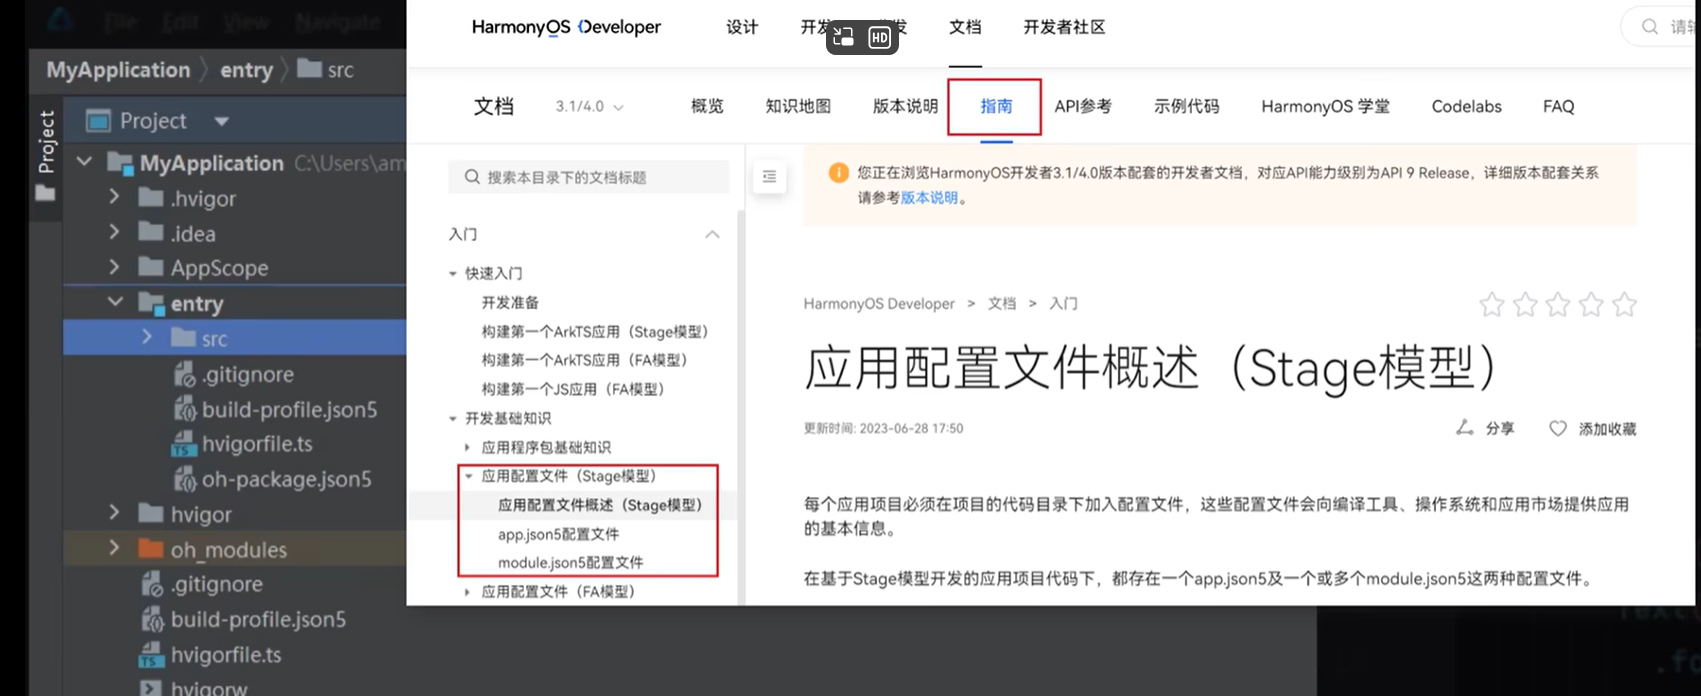 File Edit View Navigate
MyApplication entry src
Project
Project
MyApplication C:\Users\am
.hvigor
.idea
AppScope
entry
src
.gitignore
build-profile.json5
hvigorfile.ts
oh-package.json5
hvigor
oh_modules
.gitignore
build-profile.json5
hvigorfile.ts
hvigorw
HarmonyOS Developer 设计 开发 发 文档 开发者社区
HD
文档 3.1/4.0 概览 知识地图 版本说明 指南 API参考 示例代码 HarmonyOS 学堂 Codelabs FAQ
搜索本目录下的文档标题
入门
快速入门
开发准备
构建第一个ArkTS应用（Stage模型）
构建第一个ArkTS应用（FA模型）
构建第一个JS应用（FA模型）
开发基础知识
应用程序包基础知识
应用配置文件（Stage模型）
应用配置文件概述（Stage模型）
app.json5配置文件
module.json5配置文件
应用配置文件（FA模型）
您正在浏览HarmonyOS开发者3.1/4.0版本配套的开发者文档，对应API能力级别为API 9 Release，详细版本配套关系
请参考版本说明。
HarmonyOS Developer > 文档 > 入门
应用配置文件概述（Stage模型）
更新时间: 2023-06-28 17:50
分享 添加收藏
每个应用项目必须在项目的代码目录下加入配置文件，这些配置文件会向编译工具、操作系统和应用市场提供应用
的基本信息。
在基于Stage模型开发的应用项目代码下，都存在一个app.json5及一个或多个module.json5这两种配置文件。